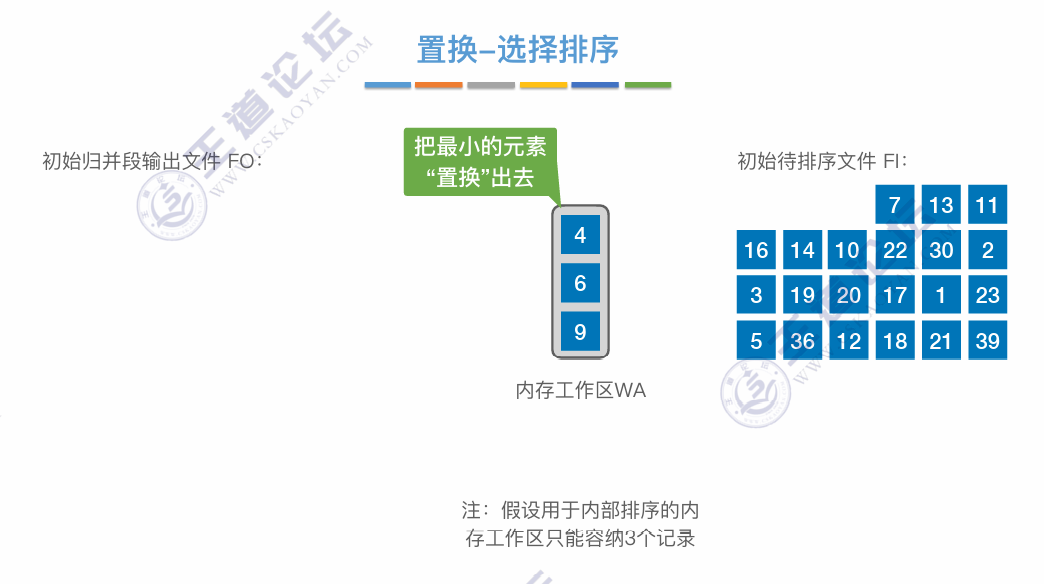 置换–选择排序
初始归并段输出文件 FO：
把最小的元素
“置换”出去
初始待排序文件 FI：
4
6
9
7 13 11
16 14 10 22 30 2
3 19 20 17 1 23
5 36 12 18 21 39
内存工作区WA
注：假设用于内部排序的内
存工作区只能容纳3个记录
王道论坛
WWW.CSKAOYAN.COM